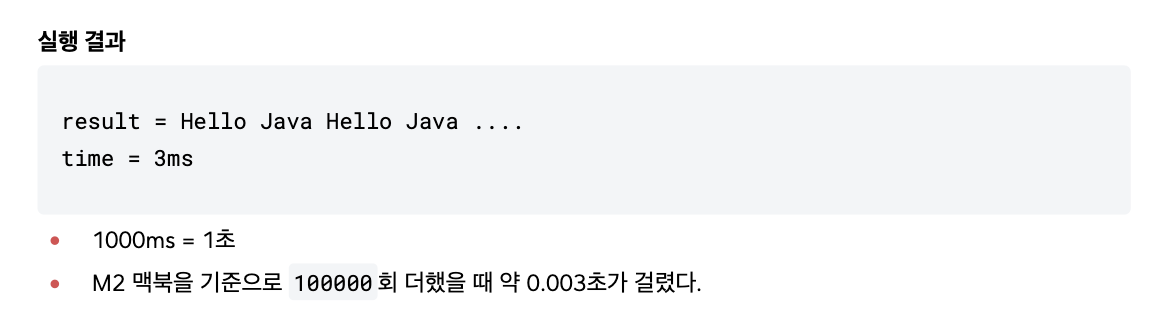 실행 결과
result = Hello Java Hello Java ....
time = 3ms
• 1000ms = 1초
• M2 맥북을 기준으로 100000회 더했을 때 약 0.003초가 걸렸다.